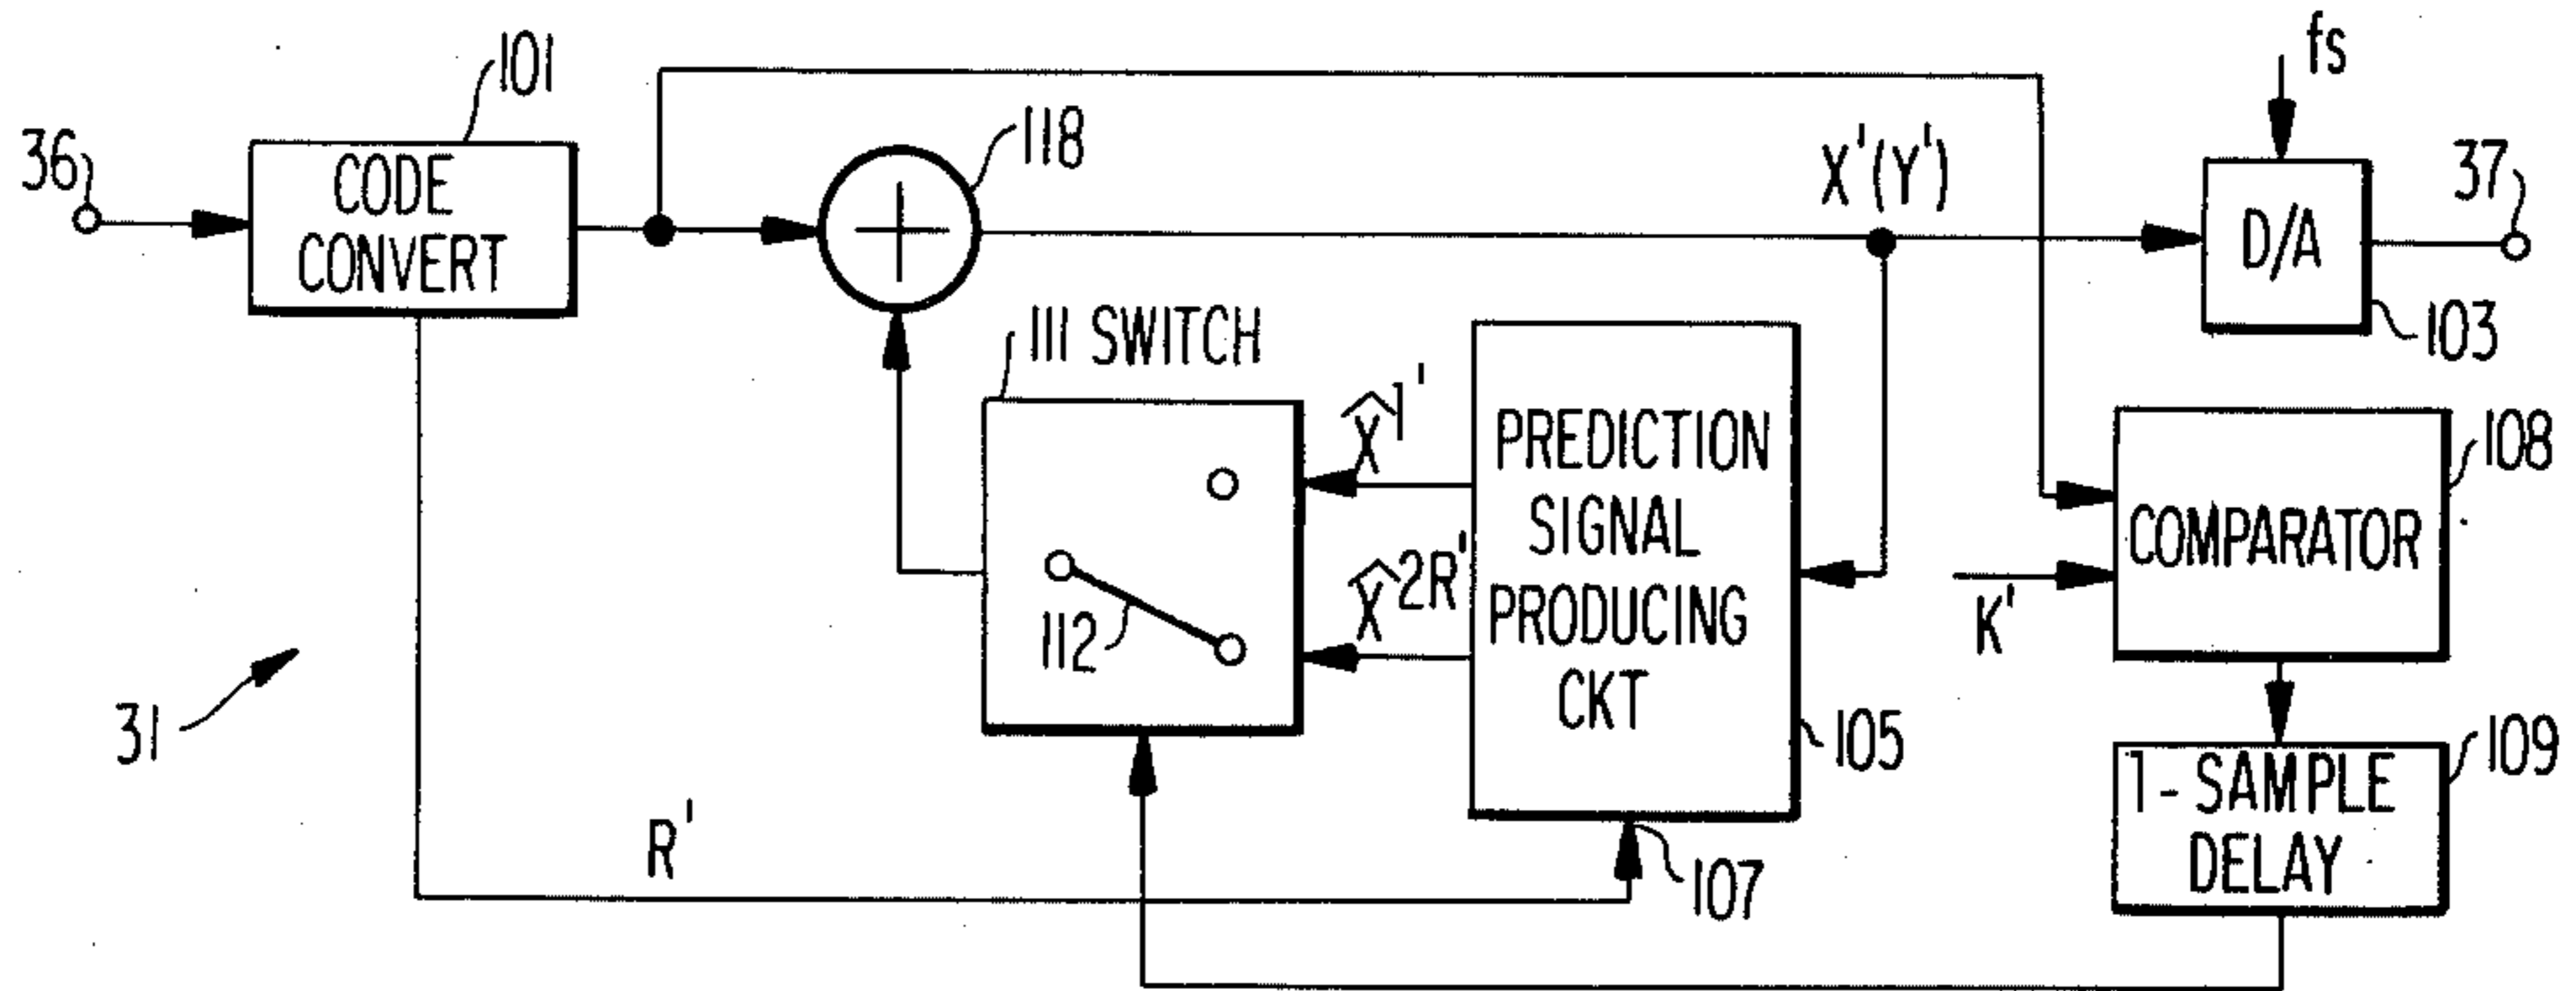 36
101
CODE
CONVERT
118
X'(Y')
fs
D/A
37
103
111 SWITCH
112
X̂1'
X̂2R'
PREDICTION
SIGNAL
PRODUCING
CKT
105
107
108
COMPARATOR
K'
1-SAMPLE
DELAY
109
31
R'